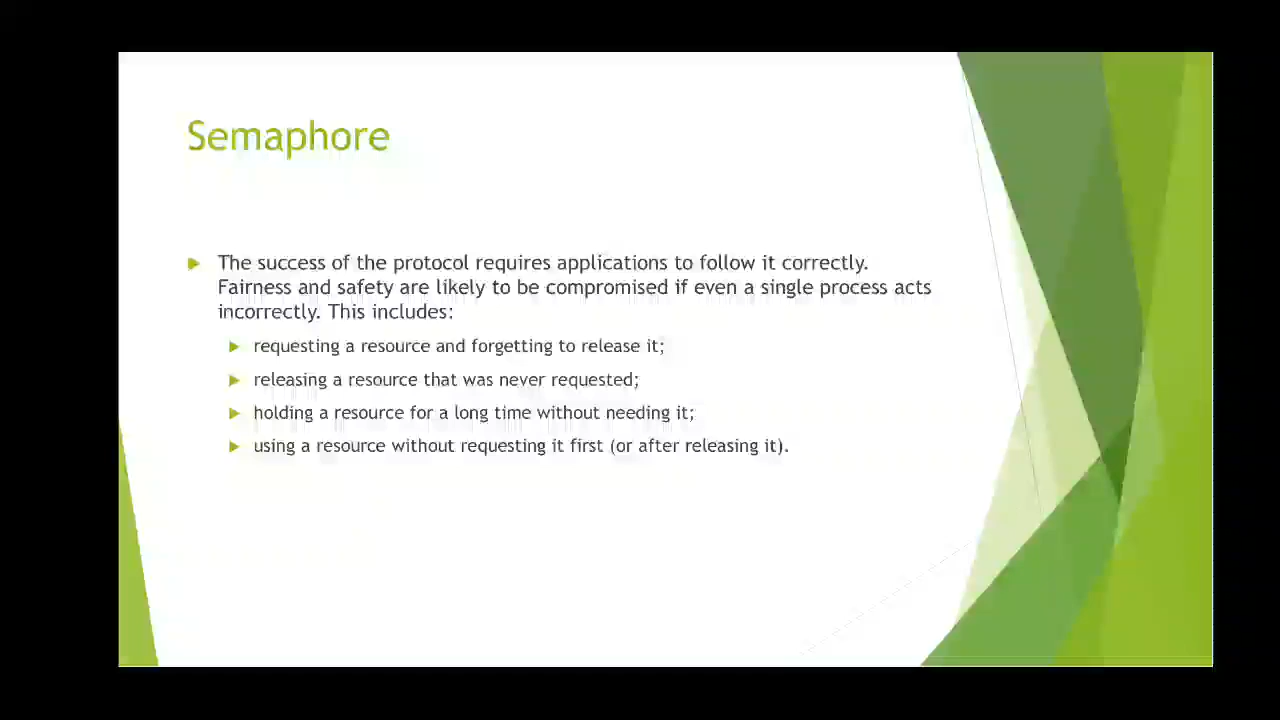 Semaphore
The success of the protocol requires applications to follow it correctly.
Fairness and safety are likely to be compromised if even a single process acts
incorrectly. This includes:
requesting a resource and forgetting to release it;
releasing a resource that was never requested;
holding a resource for a long time without needing it;
using a resource without requesting it first (or after releasing it).